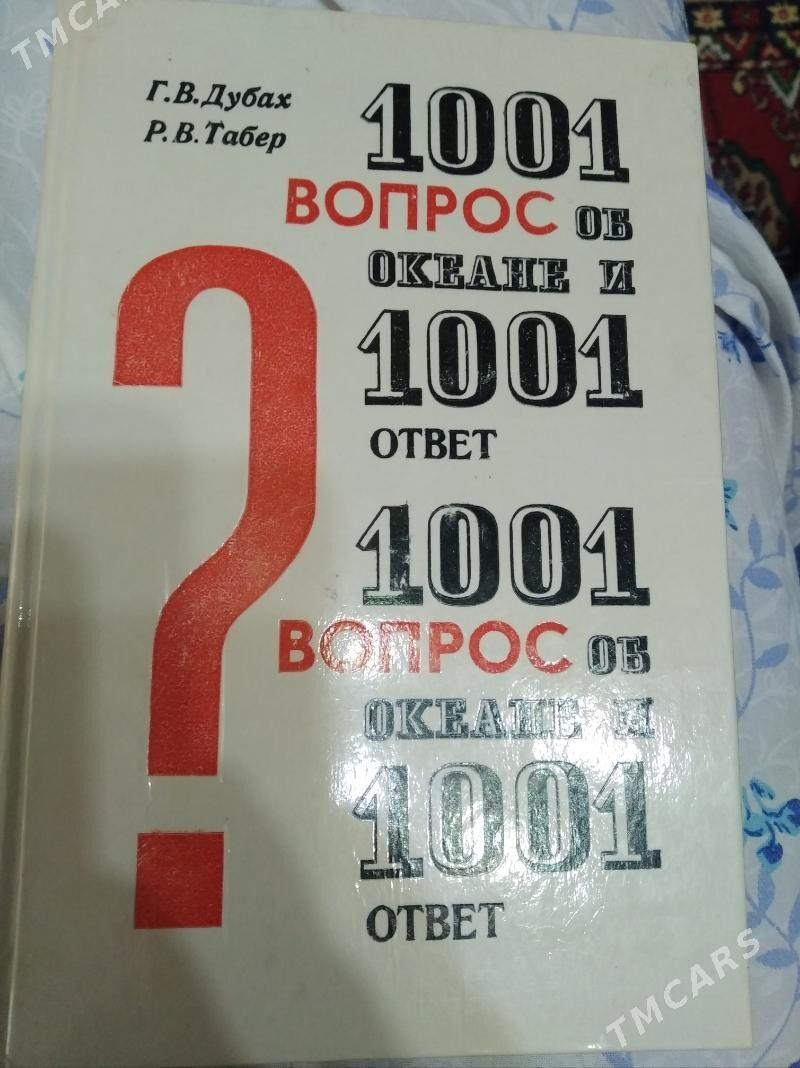 TMCARS
Г.В.Дубах
Р.В.Табер
1001
ВОПРОС ОБ
ОКЕАНЕ И
1001
ОТВЕТ
1001
ВОПРОС ОБ
ОКЕАНЕ И
1001
ОТВЕТ
?
TMCARS